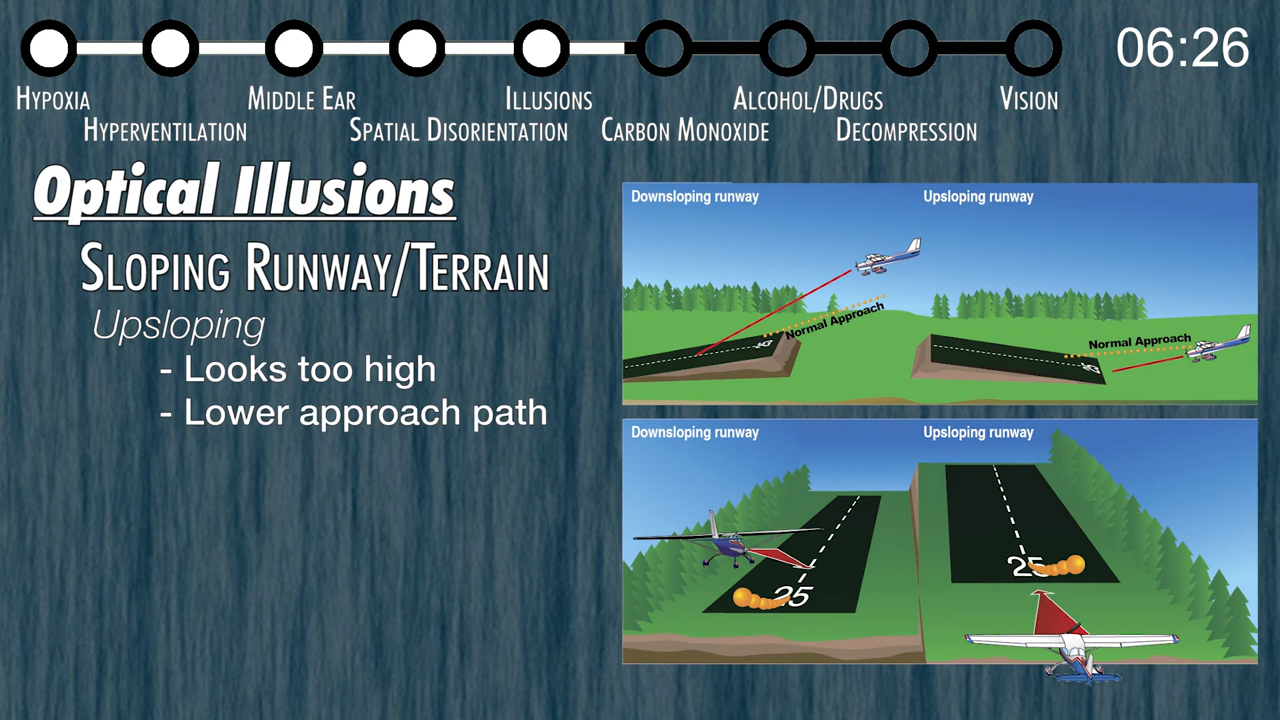 06:26
HYPOXIA
MIDDLE EAR
ILLUSIONS
ALCOHOL/DRUGS
VISION
HYPERVENTILATION
SPATIAL DISORIENTATION
CARBON MONOXIDE
DECOMPRESSION
Optical Illusions
SLOPING RUNWAY/TERRAIN
Upsloping
- Looks too high
- Lower approach path
Downsloping runway
Upsloping runway
Normal Approach
25
Normal Approach
25
Downsloping runway
Upsloping runway
25
25